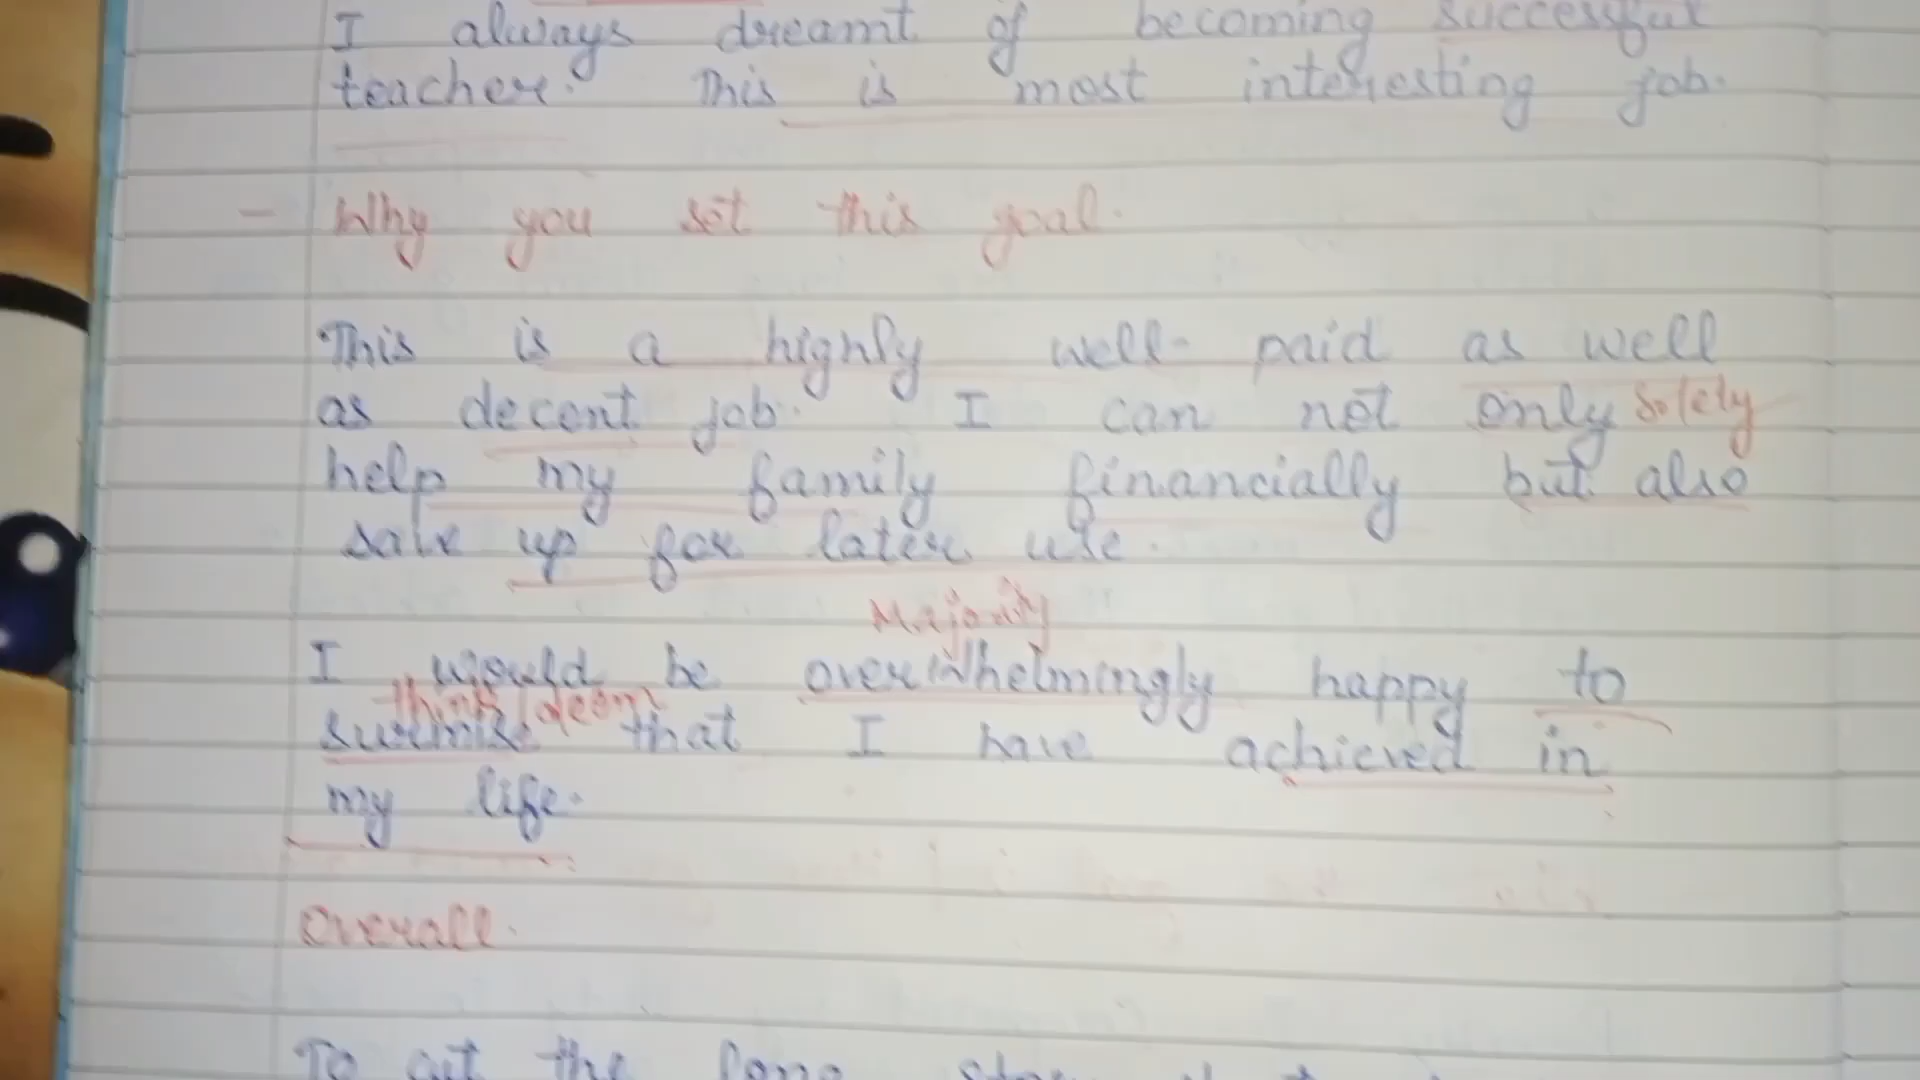 I always dreamt of becoming successful
teacher. This is most interesting job.
- Why you set this goal.
This is a highly well-paid as well
as decent job. I can not only solely
help my family financially but also
save up for later use.
Majority
I would be overwhelmingly happy to
think/deem
surmise that I have achieved in
my life.
Overall.
To cut the long story